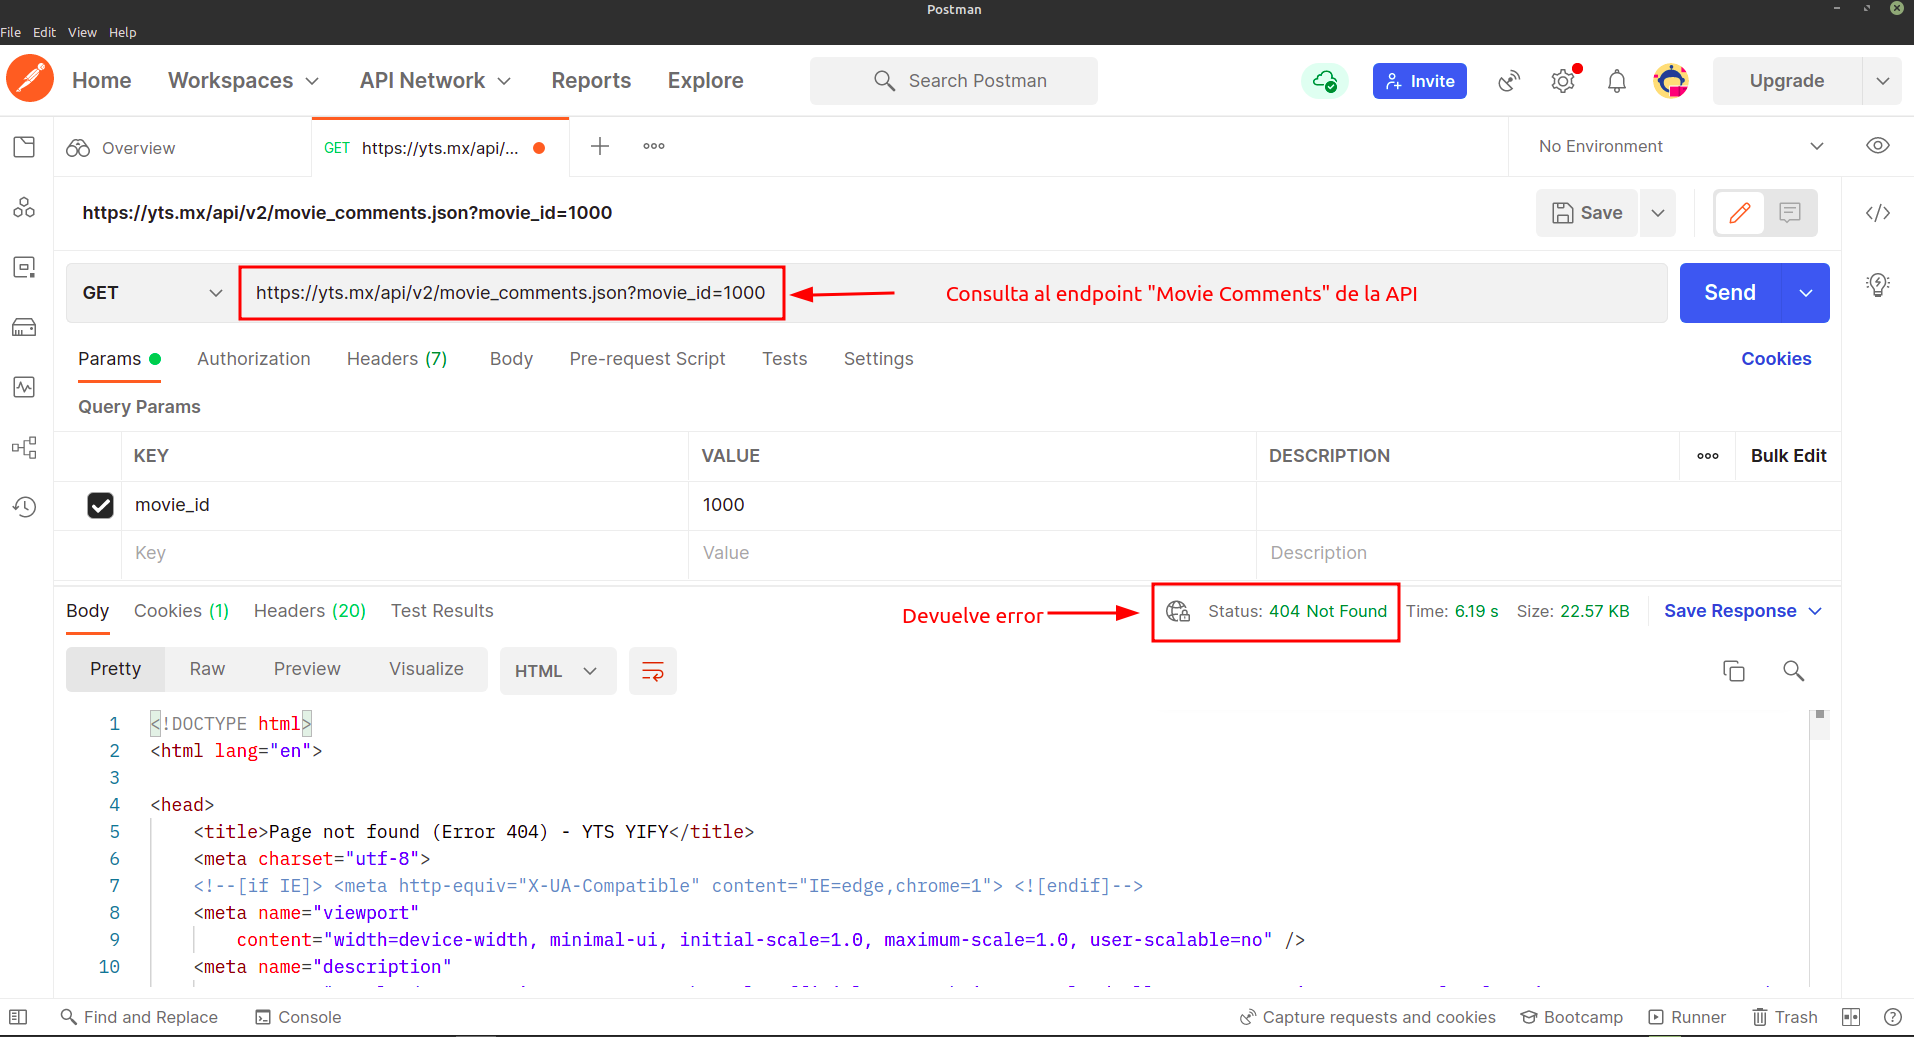 Postman
File Edit View Help
Home Workspaces API Network Reports Explore Search Postman Invite Upgrade
Overview GET https://yts.mx/api/... No Environment
https://yts.mx/api/v2/movie_comments.json?movie_id=1000 Save
GET https://yts.mx/api/v2/movie_comments.json?movie_id=1000 Consulta al endpoint "Movie Comments" de la API Send
Params Authorization Headers (7) Body Pre-request Script Tests Settings Cookies
Query Params
KEY VALUE DESCRIPTION Bulk Edit
movie_id 1000
Key Value Description
Body Cookies (1) Headers (20) Test Results Devuelve error Status: 404 Not Found Time: 6.19 s Size: 22.57 KB Save Response
Pretty Raw Preview Visualize HTML
1 <!DOCTYPE html>
2 <html lang="en">
3
4 <head>
5 <title>Page not found (Error 404) - YTS YIFY</title>
6 <meta charset="utf-8">
7 <!--[if IE]> <meta http-equiv="X-UA-Compatible" content="IE=edge,chrome=1"> <![endif]-->
8 <meta name="viewport"
9 content="width=device-width, minimal-ui, initial-scale=1.0, maximum-scale=1.0, user-scalable=no" />
10 <meta name="description"
Find and Replace Console Capture requests and cookies Bootcamp Runner Trash